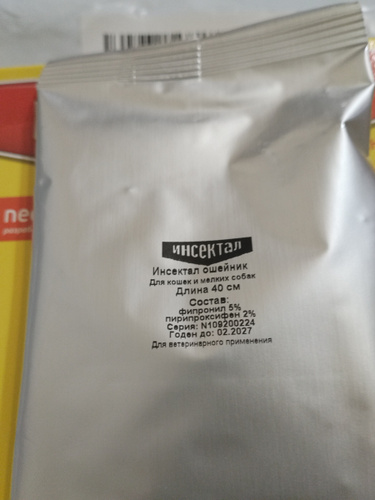 инсектал
Инсектал ошейник
Для кошек и мелких собак
Длина 40 см
Состав:
фипронил 5%
пирипроксифен 2%
Серия: N109200224
Годен до: 02.2027
Для ветеринарного применения